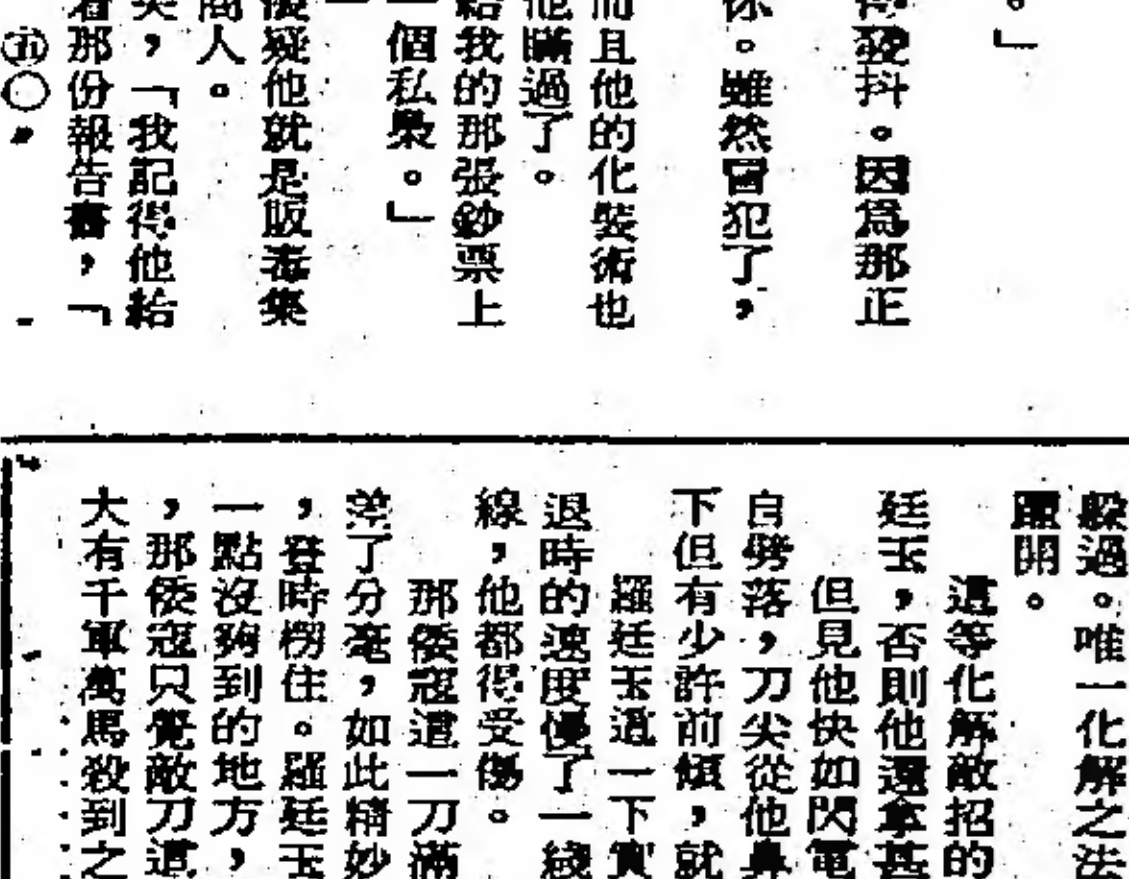 。」
得發抖。因爲那正
你。雖然冒犯了,
而且他的化裝術也
他瞞過了。
給我的那張鈔票上
一個私梟。」
疑他就是販毒集
商人。
,「我記得他給
着那份報告書,「
㊄〇
躲過。唯一化解之法
開。
這等化解敵招的
廷玉,否則他還拿甚
但見他快如閃電
自劈落,刀尖從他鼻
下但有少許前傾,就
羅廷玉這一下實
退時的速度慢了一綫
線,他都得受傷。
那倭寇這一刀滿
了分毫,如此精妙
,登時楞住。羅廷玉
一點沒夠到的地方,
,那倭寇只覺敵刀這
大有千軍萬馬殺到之